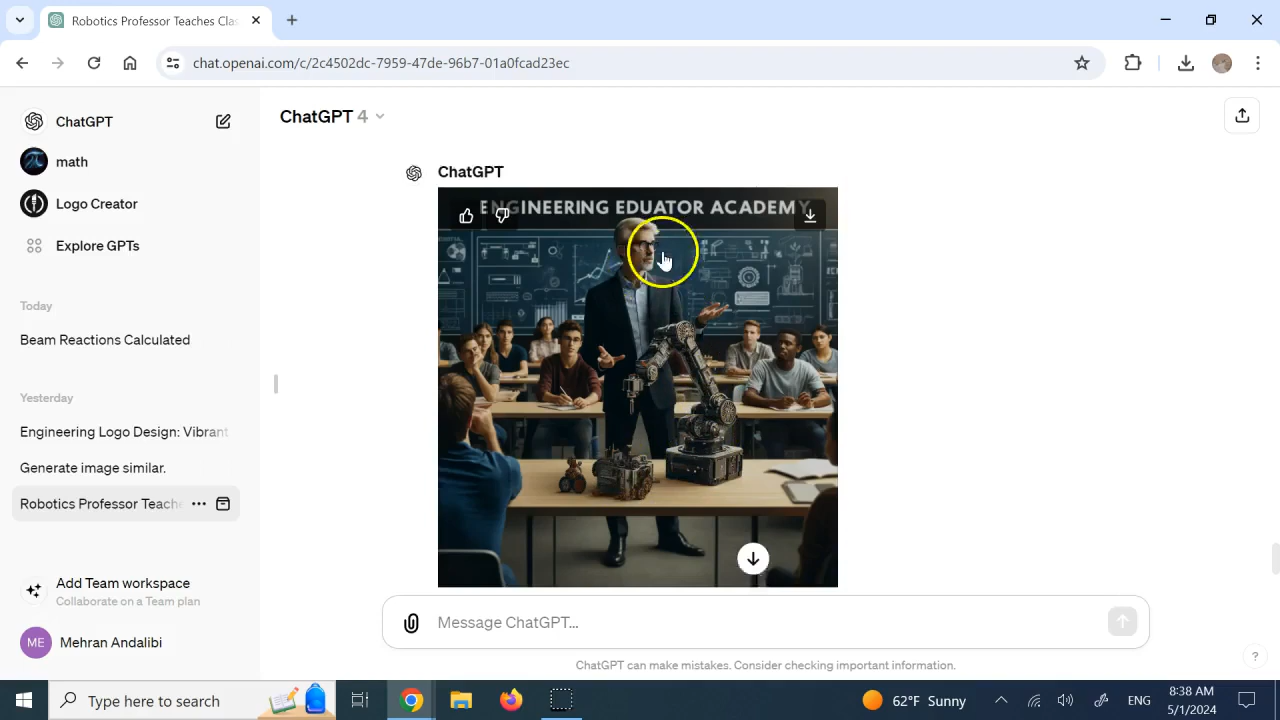 Robotics Professor Teaches Clas
chat.openai.com/c/2c4502dc-7959-47de-96b7-01a0fcad23ec
ChatGPT
math
Logo Creator
Explore GPTs
Today
Beam Reactions Calculated
Yesterday
Engineering Logo Design: Vibrant
Generate image similar.
Robotics Professor Teache
Add Team workspace
Collaborate on a Team plan
ME
Mehran Andalibi
ChatGPT 4
ChatGPT
ENGINEERING EDUATOR ACADEMY
Message ChatGPT...
ChatGPT can make mistakes. Consider checking important information.
?
Type here to search
62°F Sunny
ENG
8:38 AM
5/1/2024